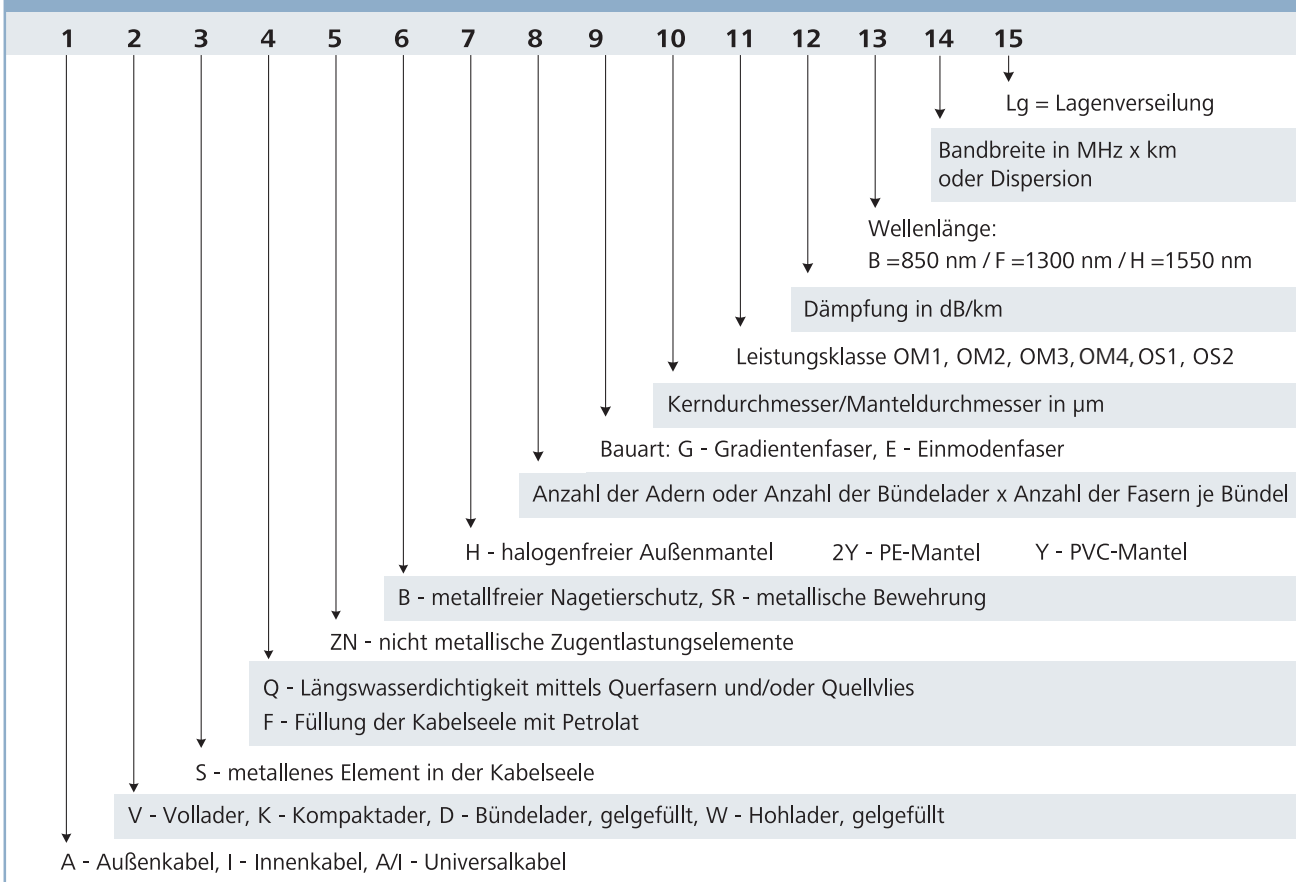 1 2 3 4 5 6 7 8 9 10 11 12 13 14 15
Lg = Lagenverseilung
Bandbreite in MHz x km
oder Dispersion
Wellenlänge:
B =850 nm / F =1300 nm / H =1550 nm
Dämpfung in dB/km
Leistungsklasse OM1, OM2, OM3, OM4, OS1, OS2
Kerndurchmesser/Manteldurchmesser in µm
Bauart: G - Gradientenfaser, E - Einmodenfaser
Anzahl der Adern oder Anzahl der Bündelader x Anzahl der Fasern je Bündel
H - halogenfreier Außenmantel 2Y - PE-Mantel Y - PVC-Mantel
B - metallfreier Nagetierschutz, SR - metallische Bewehrung
ZN - nicht metallische Zugentlastungselemente
Q - Längswasserdichtigkeit mittels Querfasern und/oder Quellvlies
F - Füllung der Kabelseele mit Petrolat
S - metallenes Element in der Kabelseele
V - Vollader, K - Kompaktader, D - Bündelader, gelgefüllt, W - Hohlader, gelgefüllt
A - Außenkabel, I - Innenkabel, A/I - Universalkabel